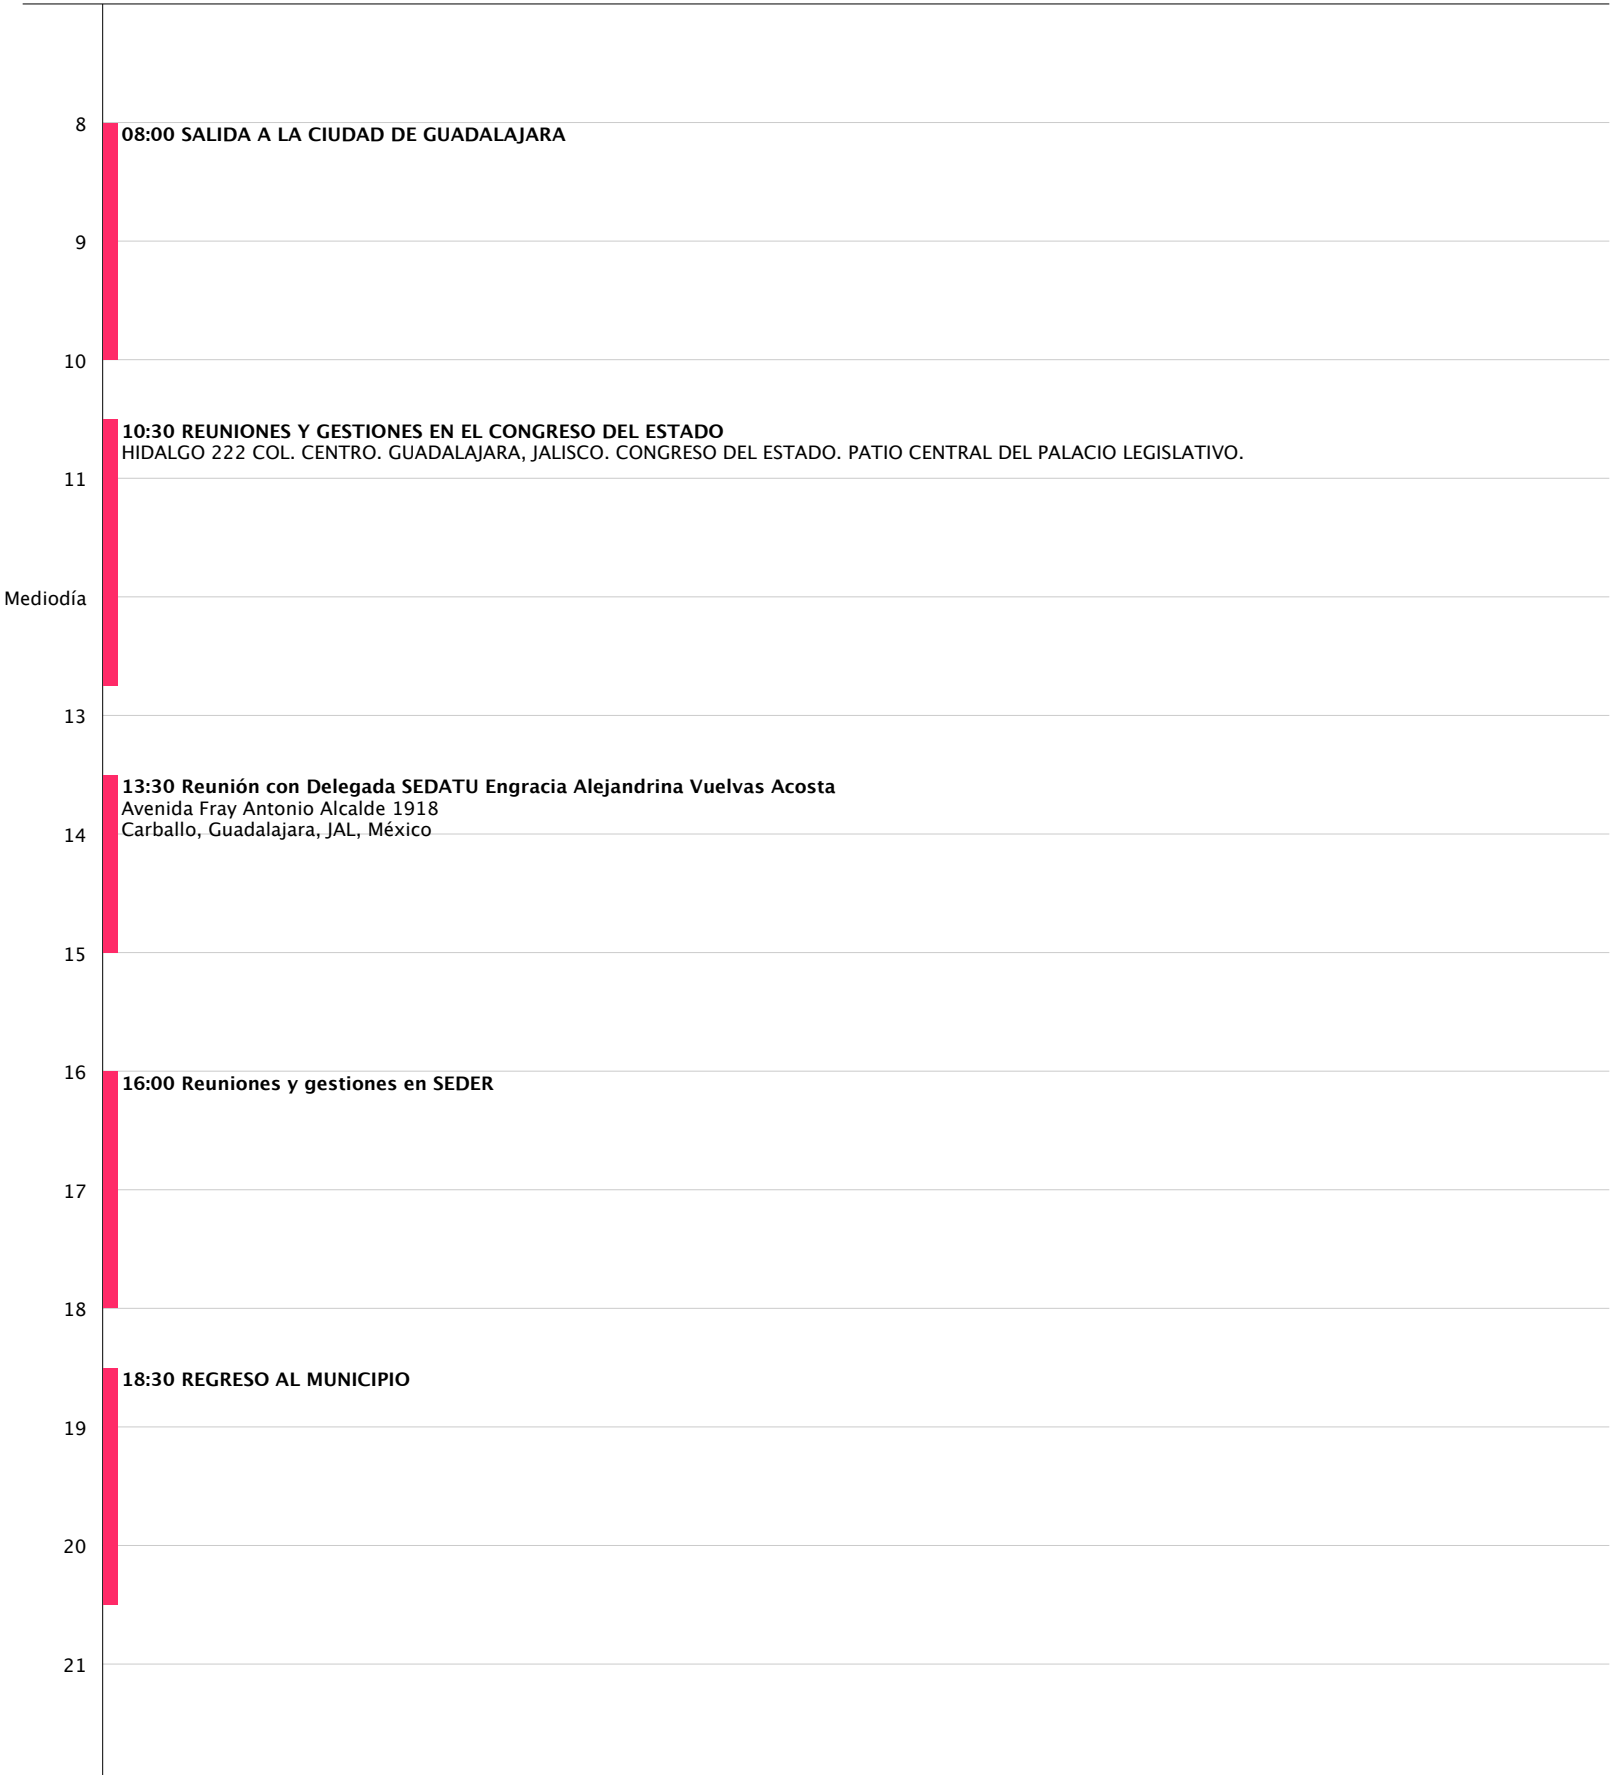 8
08:00 SALIDA A LA CIUDAD DE GUADALAJARA
9
10
10:30 REUNIONES Y GESTIONES EN EL CONGRESO DEL ESTADO
HIDALGO 222 COL. CENTRO. GUADALAJARA, JALISCO. CONGRESO DEL ESTADO. PATIO CENTRAL DEL PALACIO LEGISLATIVO.
11
Mediodía
13
13:30 Reunión con Delegada SEDATU Engracia Alejandrina Vuelvas Acosta
Avenida Fray Antonio Alcalde 1918
Carballo, Guadalajara, JAL, México
14
15
16
16:00 Reuniones y gestiones en SEDER
17
18
18:30 REGRESO AL MUNICIPIO
19
20
21